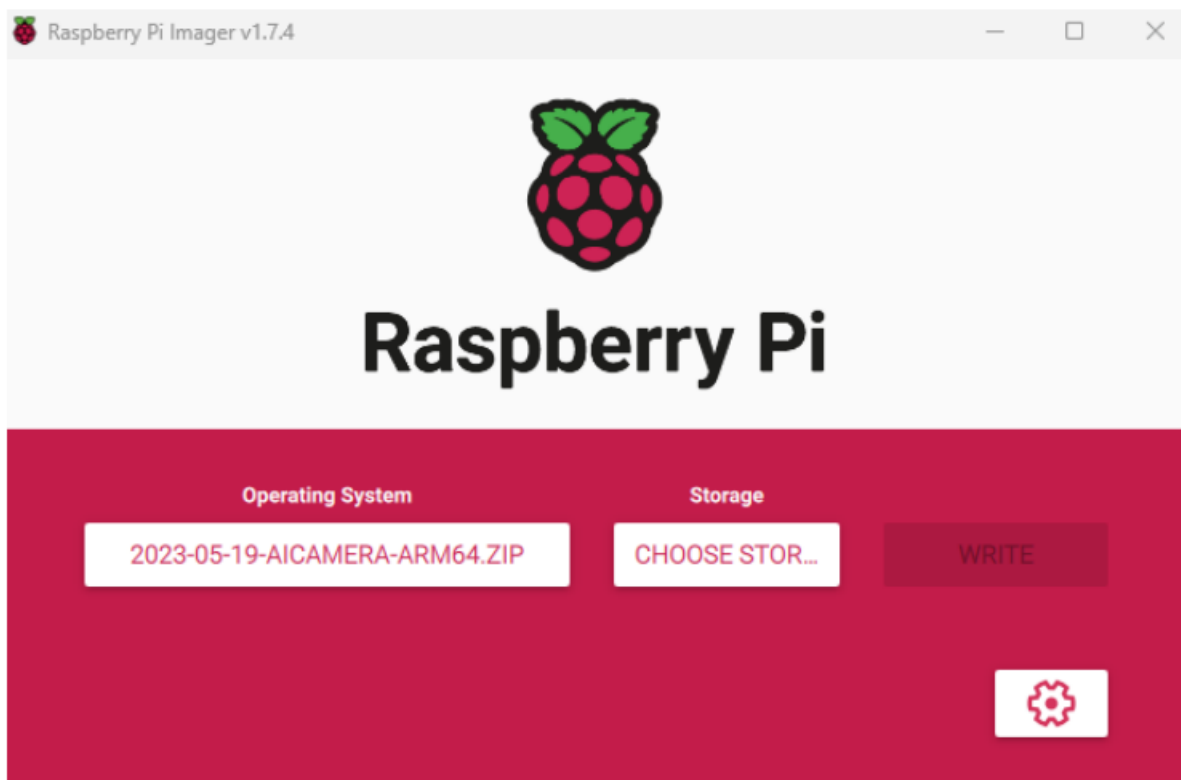 Raspberry Pi Imager v1.7.4
Raspberry Pi
Operating System
Storage
2023-05-19-AICAMERA-ARM64.ZIP
CHOOSE STOR...
WRITE